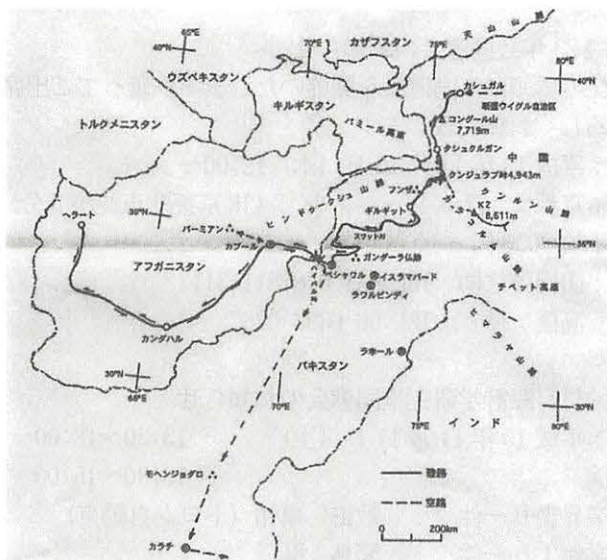 65°E
40°N
70°E
カザフスタン
75°E
天 山 山 脈
80°E
40°N
ウズベキスタン
キルギスタン
カシュガル
新疆ウイグル自治区
コングール山
7,719m
トルクメニスタン
パミール高原
タシュクルガン
中 国
クンジュラブ峠4,943m
ヒンドゥークシュ山脈
フンザ
クンルン山脈
ヘラート
35°N
ギルギット
カラコルム山脈
K2
8,611m
バーミアン
スワット村
35°N
カブール
ガンダーラ仏跡
アフガニスタン
ペシャワル
イスラマバード
ラワルピンディ
チベット高原
カンダハル
ヒマラヤ山脈
ラホール
30°N
65°E
パキスタン
70°E
75°E
インド
30°N
80°E
モヘンジョダロ
陸路
空路
0 200km
カラチ